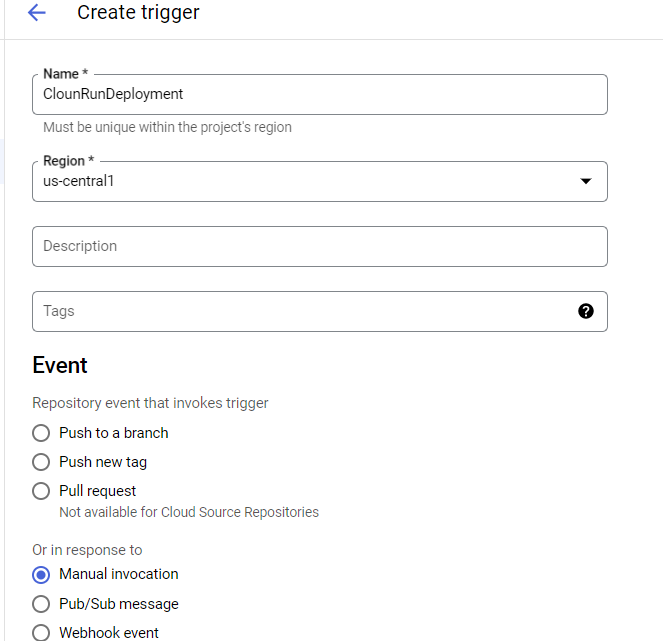 Create trigger
Name *
ClounRunDeployment
Must be unique within the project's region
Region *
us-central1
Description
Tags
Event
Repository event that invokes trigger
Push to a branch
Push new tag
Pull request
Not available for Cloud Source Repositories
Or in response to
Manual invocation
Pub/Sub message
Webhook event